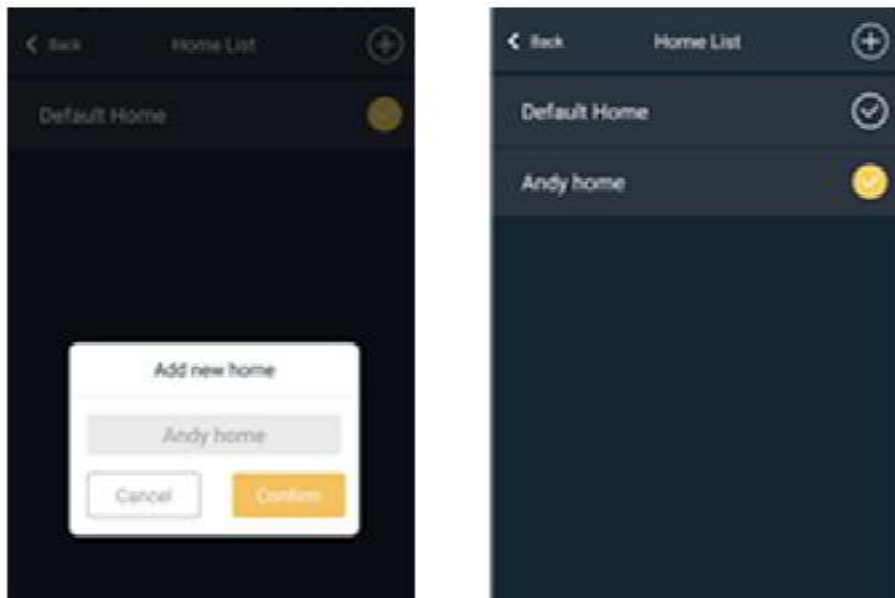 Back Home List
Default Home
Add new home
Andy home
Cancel Confirm
Back Home List
Default Home
Andy home